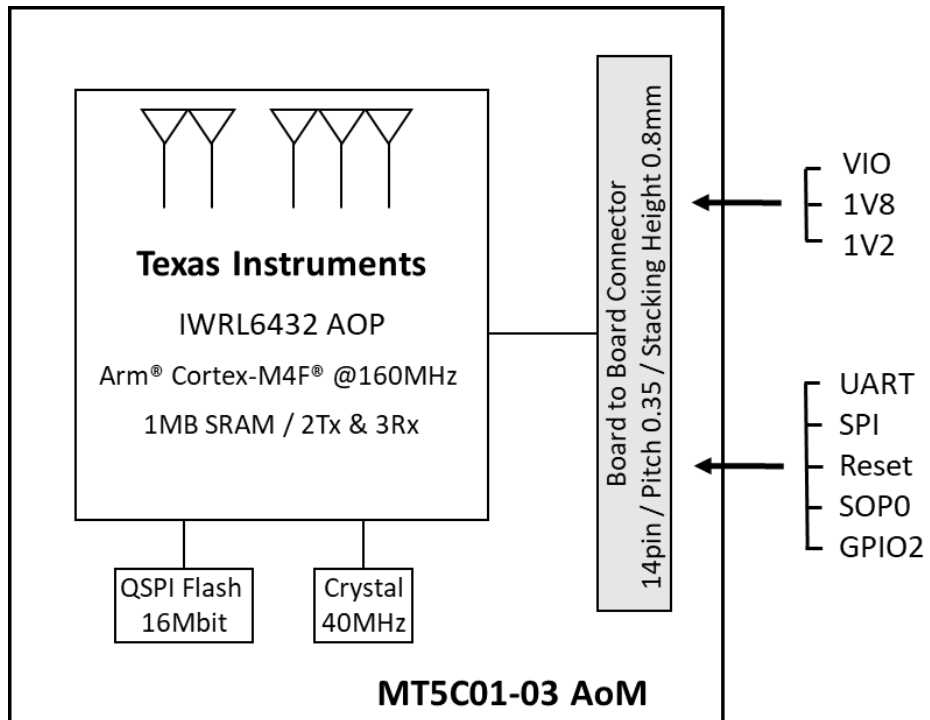 Texas Instruments
IWRL6432 AOP
Arm® Cortex-M4F® @160MHz
1MB SRAM / 2Tx & 3Rx
QSPI Flash
16Mbit
Crystal
40MHz
Board to Board Connector
14pin / Pitch 0.35 / Stacking Height 0.8mm
VIO
1V8
1V2
UART
SPI
Reset
SOP0
GPIO2
MT5C01-03 AoM